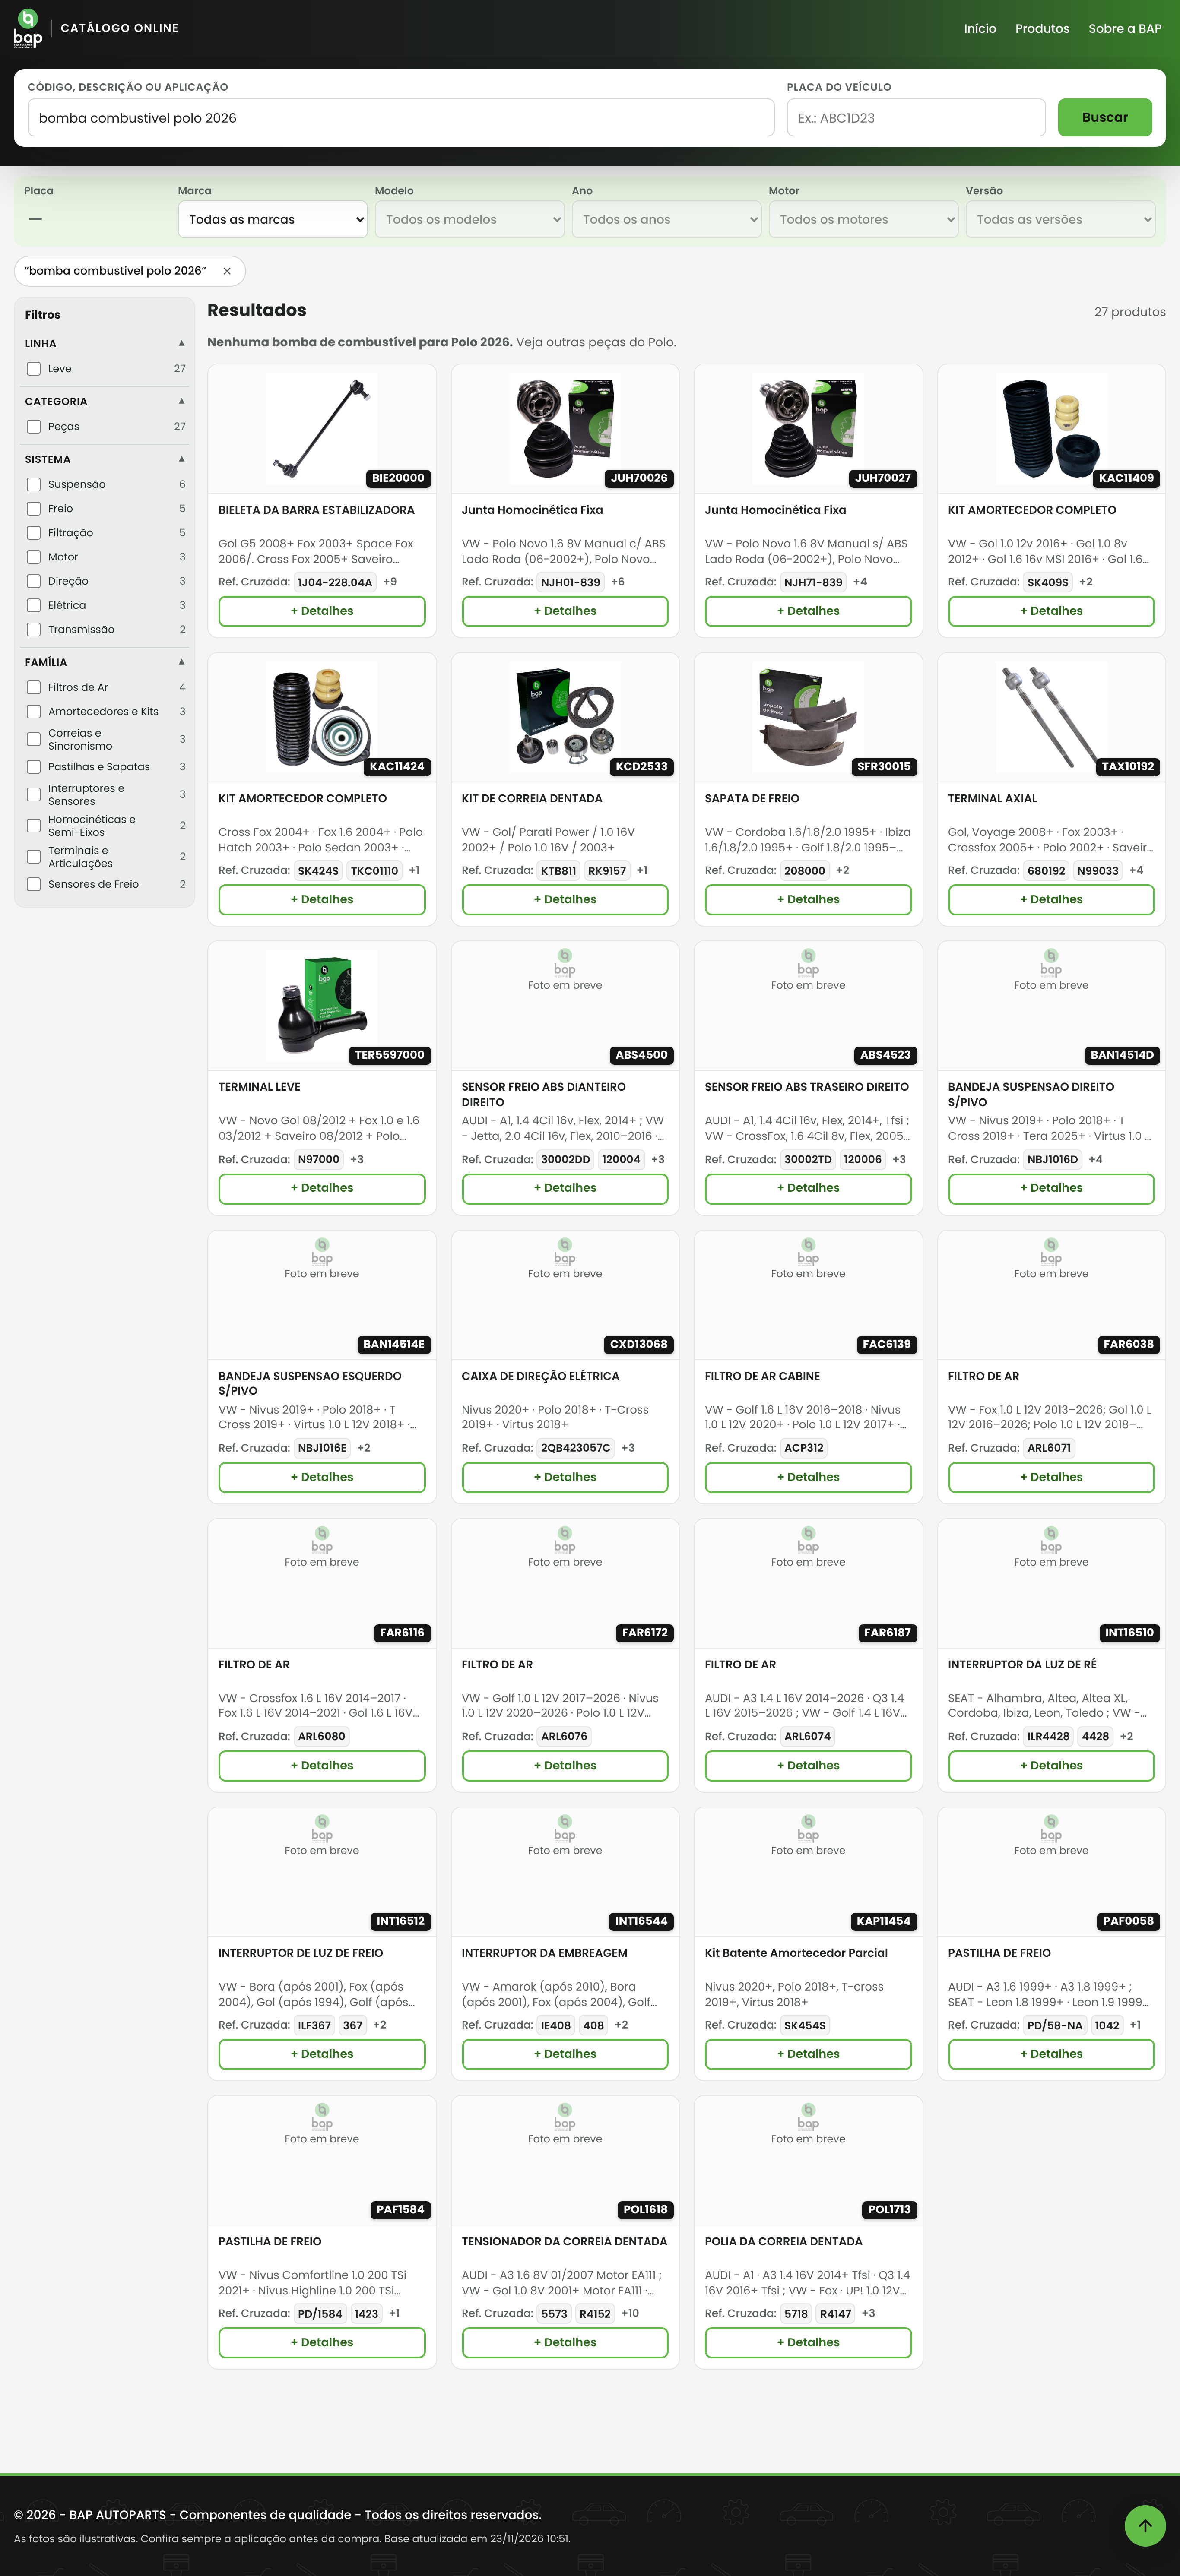 bap
CATÁLOGO ONLINE
Início
Produtos
Sobre a BAP
CÓDIGO, DESCRIÇÃO OU APLICAÇÃO
bomba combustivel polo 2026
PLACA DO VEÍCULO
Ex.: ABC1D23
Buscar
Placa
—
Marca
Todas as marcas
Modelo
Todos os modelos
Ano
Todos os anos
Motor
Todos os motores
Versão
Todas as versões
“bomba combustivel polo 2026” ×
Filtros
LINHA
Leve 27
CATEGORIA
Peças 27
SISTEMA
Suspensão 6
Freio 5
Filtração 5
Motor 3
Direção 3
Elétrica 3
Transmissão 2
FAMÍLIA
Filtros de Ar 4
Amortecedores e Kits 3
Correias e
Sincronismo 3
Pastilhas e Sapatas 3
Interruptores e
Sensores 3
Homocinéticas e
Semi-Eixos 2
Terminais e
Articulações 2
Sensores de Freio 2
Resultados
27 produtos
Nenhuma bomba de combustível para Polo 2026. Veja outras peças do Polo.
BIE20000
BIELETA DA BARRA ESTABILIZADORA
Gol G5 2008+ Fox 2003+ Space Fox
2006/. Cross Fox 2005+ Saveiro...
Ref. Cruzada: 1J04-228.04A +9
+ Detalhes
bap
JUH70026
Junta Homocinética Fixa
VW - Polo Novo 1.6 8V Manual c/ ABS
Lado Roda (06-2002+), Polo Novo...
Ref. Cruzada: NJH01-839 +6
+ Detalhes
bap
JUH70027
Junta Homocinética Fixa
VW - Polo Novo 1.6 8V Manual s/ ABS
Lado Roda (06-2002+), Polo Novo...
Ref. Cruzada: NJH71-839 +4
+ Detalhes
KAC11409
KIT AMORTECEDOR COMPLETO
VW - Gol 1.0 12v 2016+ · Gol 1.0 8v
2012+ · Gol 1.6 16v MSI 2016+ · Gol 1.6...
Ref. Cruzada: SK409S +2
+ Detalhes
KAC11424
KIT AMORTECEDOR COMPLETO
Cross Fox 2004+ · Fox 1.6 2004+ · Polo
Hatch 2003+ · Polo Sedan 2003+ ·...
Ref. Cruzada: SK424S TKC01110 +1
+ Detalhes
bap
KCD2533
KIT DE CORREIA DENTADA
VW - Gol/ Parati Power / 1.0 16V
2002+ / Polo 1.0 16V / 2003+
Ref. Cruzada: KTB811 RK9157 +1
+ Detalhes
bap
Sapata
de Freio
SFR30015
SAPATA DE FREIO
VW - Cordoba 1.6/1.8/2.0 1995+ · Ibiza
1.6/1.8/2.0 1995+ · Golf 1.8/2.0 1995–...
Ref. Cruzada: 208000 +2
+ Detalhes
TAX10192
TERMINAL AXIAL
Gol, Voyage 2008+ · Fox 2003+ ·
Crossfox 2005+ · Polo 2002+ · Saveir...
Ref. Cruzada: 680192 N99033 +4
+ Detalhes
bap
TER5597000
TERMINAL LEVE
VW - Novo Gol 08/2012 + Fox 1.0 e 1.6
03/2012 + Saveiro 08/2012 + Polo...
Ref. Cruzada: N97000 +3
+ Detalhes
bap
Foto em breve
ABS4500
SENSOR FREIO ABS DIANTEIRO
DIREITO
AUDI - A1, 1.4 4Cil 16v, Flex, 2014+ ; VW
- Jetta, 2.0 4Cil 16v, Flex, 2010–2016 ·...
Ref. Cruzada: 30002DD 120004 +3
+ Detalhes
bap
Foto em breve
ABS4523
SENSOR FREIO ABS TRASEIRO DIREITO
AUDI - A1, 1.4 4Cil 16v, Flex, 2014+, Tfsi ;
VW - CrossFox, 1.6 4Cil 8v, Flex, 2005...
Ref. Cruzada: 30002TD 120006 +3
+ Detalhes
bap
Foto em breve
BAN14514D
BANDEJA SUSPENSAO DIREITO
S/PIVO
VW - Nivus 2019+ · Polo 2018+ · T
Cross 2019+ · Tera 2025+ · Virtus 1.0 ...
Ref. Cruzada: NBJ1016D +4
+ Detalhes
bap
Foto em breve
BAN14514E
BANDEJA SUSPENSAO ESQUERDO
S/PIVO
VW - Nivus 2019+ · Polo 2018+ · T
Cross 2019+ · Virtus 1.0 L 12V 2018+ ·...
Ref. Cruzada: NBJ1016E +2
+ Detalhes
bap
Foto em breve
CXD13068
CAIXA DE DIREÇÃO ELÉTRICA
Nivus 2020+ · Polo 2018+ · T-Cross
2019+ · Virtus 2018+
Ref. Cruzada: 2QB423057C +3
+ Detalhes
bap
Foto em breve
FAC6139
FILTRO DE AR CABINE
VW - Golf 1.6 L 16V 2016–2018 · Nivus
1.0 L 12V 2020+ · Polo 1.0 L 12V 2017+ ·...
Ref. Cruzada: ACP312
+ Detalhes
bap
Foto em breve
FAR6038
FILTRO DE AR
VW - Fox 1.0 L 12V 2013–2026; Gol 1.0 L
12V 2016–2026; Polo 1.0 L 12V 2018–...
Ref. Cruzada: ARL6071
+ Detalhes
bap
Foto em breve
FAR6116
FILTRO DE AR
VW - Crossfox 1.6 L 16V 2014–2017 ·
Fox 1.6 L 16V 2014–2021 · Gol 1.6 L 16V...
Ref. Cruzada: ARL6080
+ Detalhes
bap
Foto em breve
FAR6172
FILTRO DE AR
VW - Golf 1.0 L 12V 2017–2026 · Nivus
1.0 L 12V 2020–2026 · Polo 1.0 L 12V...
Ref. Cruzada: ARL6076
+ Detalhes
bap
Foto em breve
FAR6187
FILTRO DE AR
AUDI - A3 1.4 L 16V 2014–2026 · Q3 1.4
L 16V 2015–2026 ; VW - Golf 1.4 L 16V...
Ref. Cruzada: ARL6074
+ Detalhes
bap
Foto em breve
INT16510
INTERRUPTOR DA LUZ DE RÉ
SEAT - Alhambra, Altea, Altea XL,
Cordoba, Ibiza, Leon, Toledo ; VW -...
Ref. Cruzada: ILR4428 4428 +2
+ Detalhes
bap
Foto em breve
INT16512
INTERRUPTOR DE LUZ DE FREIO
VW - Bora (após 2001), Fox (após
2004), Gol (após 1994), Golf (após...
Ref. Cruzada: ILF367 367 +2
+ Detalhes
bap
Foto em breve
INT16544
INTERRUPTOR DA EMBREAGEM
VW - Amarok (após 2010), Bora
(após 2001), Fox (após 2004), Golf...
Ref. Cruzada: IE408 408 +2
+ Detalhes
bap
Foto em breve
KAP11454
Kit Batente Amortecedor Parcial
Nivus 2020+, Polo 2018+, T-cross
2019+, Virtus 2018+
Ref. Cruzada: SK454S
+ Detalhes
bap
Foto em breve
PAF0058
PASTILHA DE FREIO
AUDI - A3 1.6 1999+ · A3 1.8 1999+ ;
SEAT - Leon 1.8 1999+ · Leon 1.9 1999...
Ref. Cruzada: PD/58-NA 1042 +1
+ Detalhes
bap
Foto em breve
PAF1584
PASTILHA DE FREIO
VW - Nivus Comfortline 1.0 200 TSi
2021+ · Nivus Highline 1.0 200 TSi...
Ref. Cruzada: PD/1584 1423 +1
+ Detalhes
bap
Foto em breve
POL1618
TENSIONADOR DA CORREIA DENTADA
AUDI - A3 1.6 8V 01/2007 Motor EA111 ;
VW - Gol 1.0 8V 2001+ Motor EA111 ·...
Ref. Cruzada: 5573 R4152 +10
+ Detalhes
bap
Foto em breve
POL1713
POLIA DA CORREIA DENTADA
AUDI - A1 · A3 1.4 16V 2014+ Tfsi · Q3 1.4
16V 2016+ Tfsi ; VW - Fox · UP! 1.0 12V...
Ref. Cruzada: 5718 R4147 +3
+ Detalhes
© 2026 - BAP AUTOPARTS - Componentes de qualidade - Todos os direitos reservados.
As fotos são ilustrativas. Confira sempre a aplicação antes da compra. Base atualizada em 23/11/2026 10:51.